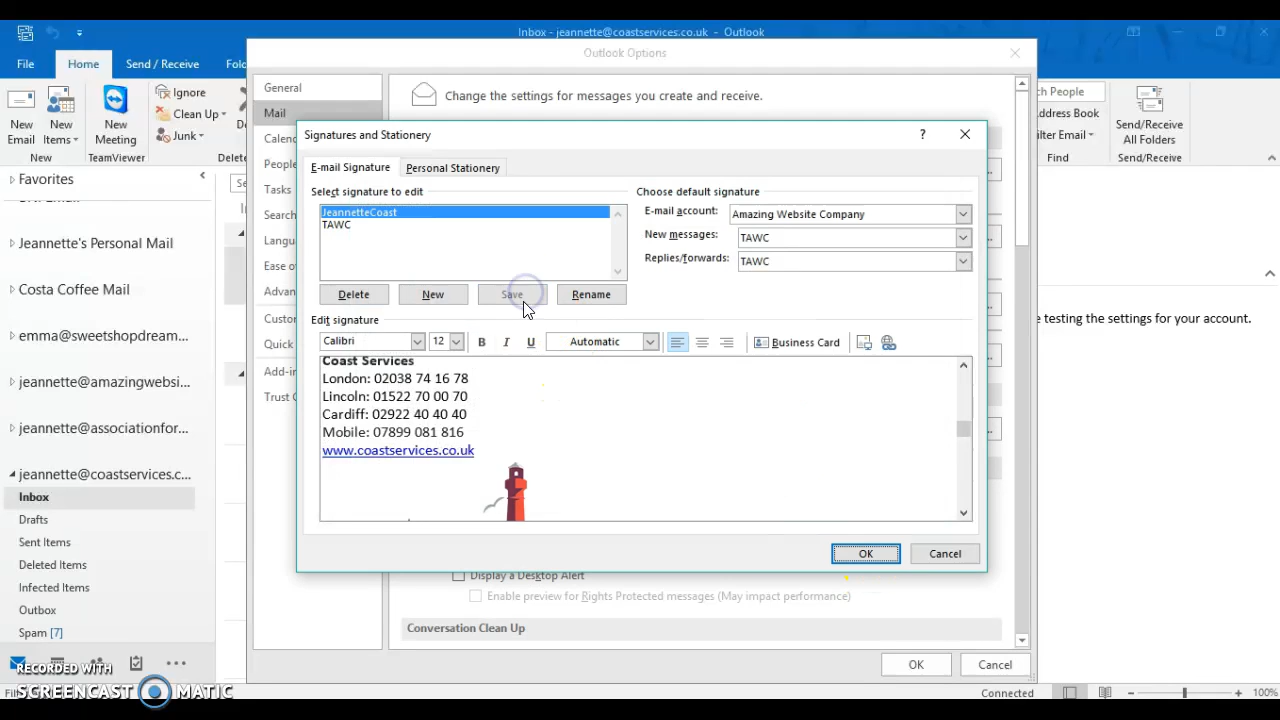 Inbox - jeannette@coastservices.co.uk - Outlook
File Home Send / Receive
Outlook Options
Ignore
Clean Up
Junk
New Email
New Items
New Meeting
New
TeamViewer
Delete
Address Book
Filter Email
Find
Send/Receive All Folders
Send/Receive
Favorites
Jeannette's Personal Mail
Costa Coffee Mail
emma@sweetshopdream...
jeannette@amazingwebsi...
jeannette@associationfor...
jeannette@coastservices.c...
Inbox
Drafts
Sent Items
Deleted Items
Infected Items
Outbox
Spam [7]
General
Mail
People
Tasks
Search
Change the settings for messages you create and receive.
Signatures and Stationery
?
E-mail Signature Personal Stationery
Select signature to edit
JeannetteCoast
TAWC
Delete New Save Rename
Choose default signature
E-mail account: Amazing Website Company
New messages: TAWC
Replies/forwards: TAWC
Edit signature
Calibri 12 B I U Automatic Business Card
Coast Services
London: 02038 74 16 78
Lincoln: 01522 70 00 70
Cardiff: 02922 40 40 40
Mobile: 07899 081 816
www.coastservices.co.uk
OK Cancel
e testing the settings for your account.
Display a Desktop Alert
Enable preview for Rights Protected messages (May impact performance)
Conversation Clean Up
OK Cancel
RECORDED WITH
SCREENCAST MATIC
Connected
100%